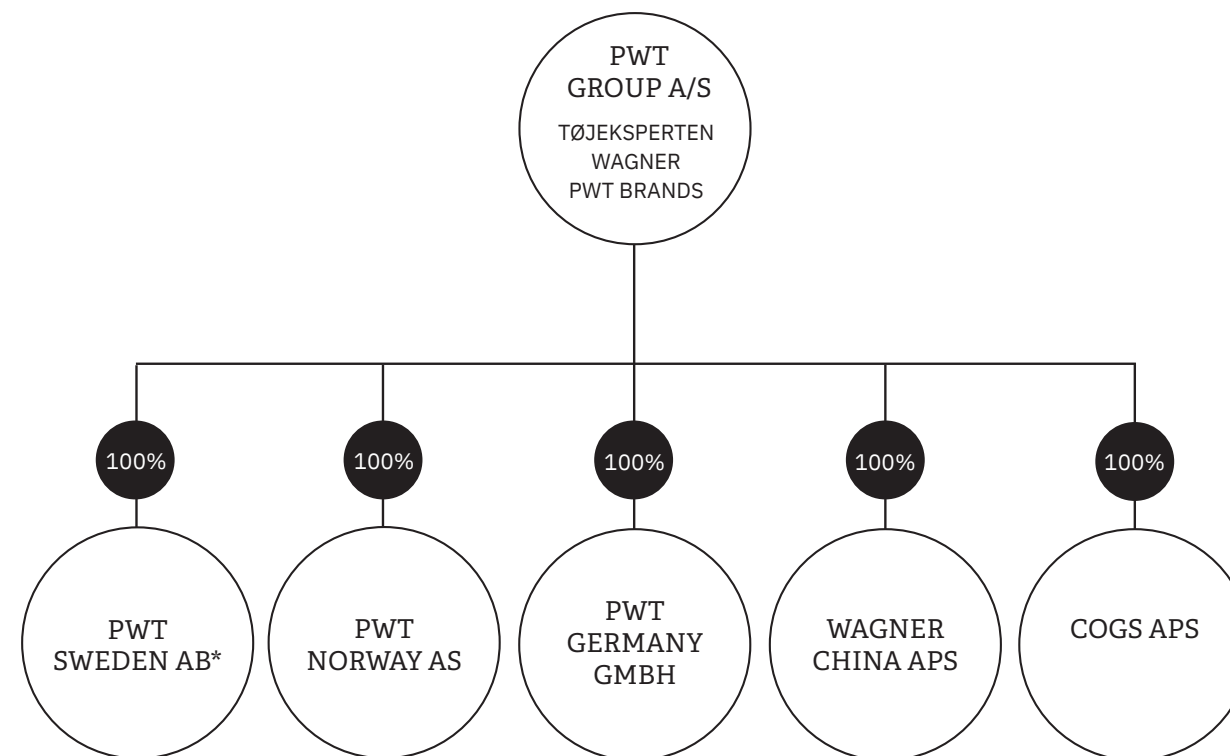 PWT
GROUP A/S
TØJEKSPERTEN
WAGNER
PWT BRANDS
100%
100%
100%
100%
100%
PWT
SWEDEN AB*
PWT
NORWAY AS
PWT
GERMANY
GMBH
WAGNER
CHINA APS
COGS APS